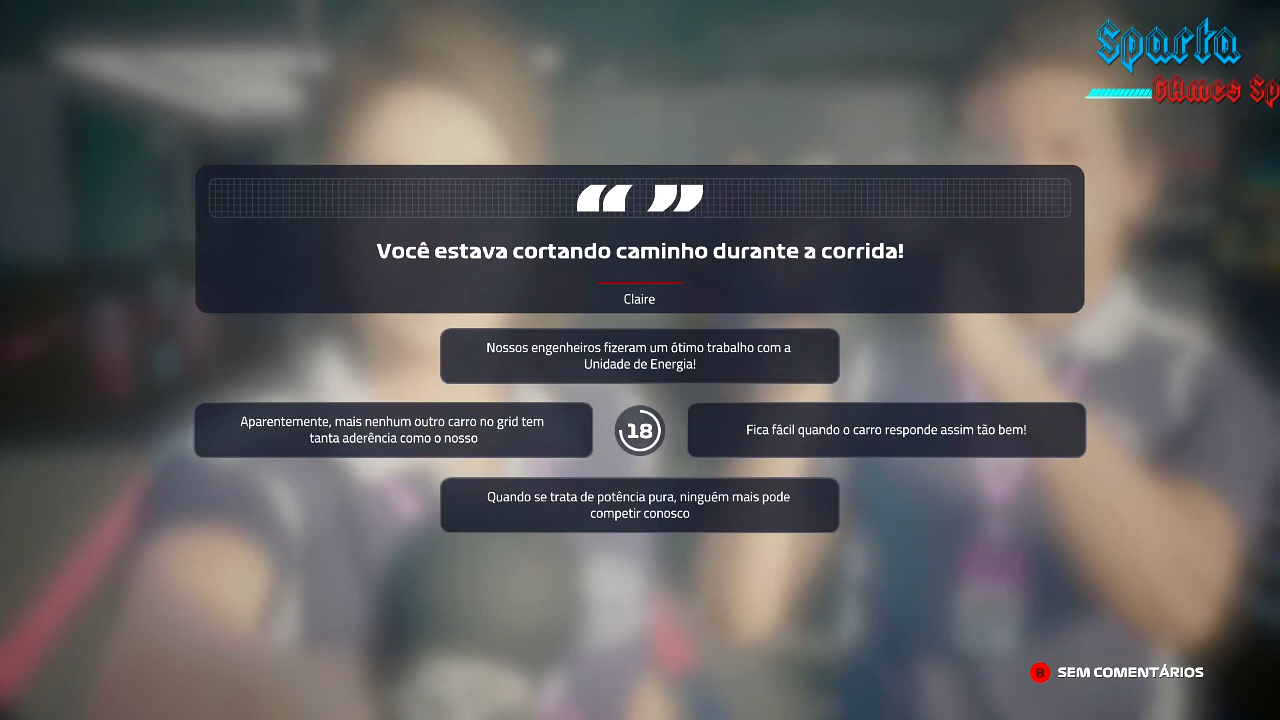 Sparta
GAmes Sp
Você estava cortando caminho durante a corrida!
Claire
Nossos engenheiros fizeram um ótimo trabalho com a
Unidade de Energia!
Aparentemente, mais nenhum outro carro no grid tem
tanta aderência como o nosso
18
Fica fácil quando o carro responde assim tão bem!
Quando se trata de potência pura, ninguém mais pode
competir conosco
B SEM COMENTÁRIOS